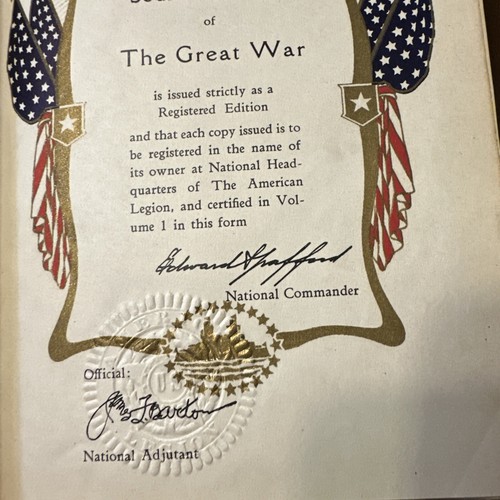 of
The Great War
is issued strictly as a
Registered Edition
and that each copy issued is to
be registered in the name of
its owner at National Head-
quarters of The American
Legion, and certified in Vol-
ume 1 in this form
Edward Spafford
National Commander
Official:
Jas F. Barton
National Adjutant